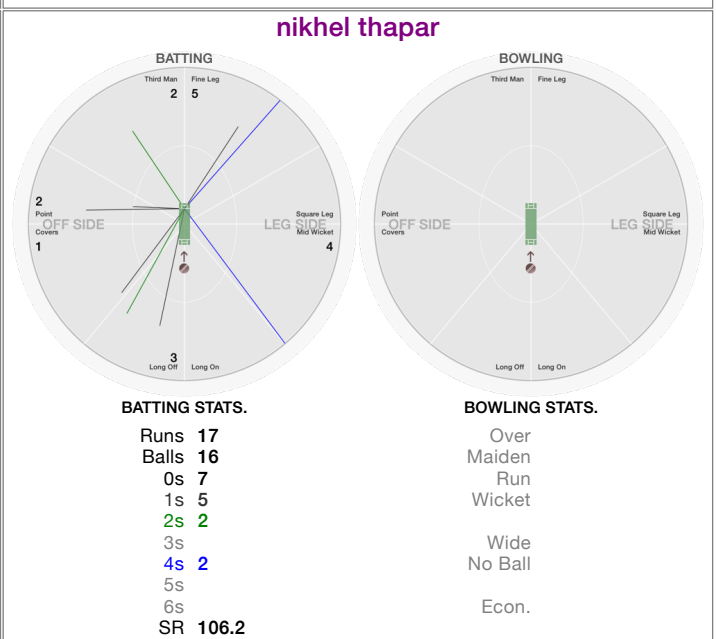 nikhel thapar
BATTING
Third Man Fine Leg
2 5
2
Point
OFF SIDE
Covers
1
Square Leg
LEG SIDE
Mid Wicket
4
3
Long Off Long On
BOWLING
Third Man Fine Leg
Point
OFF SIDE
Covers
Square Leg
LEG SIDE
Mid Wicket
Long Off Long On
BATTING STATS.
Runs 17
Balls 16
0s 7
1s 5
2s 2
3s
4s 2
5s
6s
SR 106.2
BOWLING STATS.
Over
Maiden
Run
Wicket
Wide
No Ball
Econ.